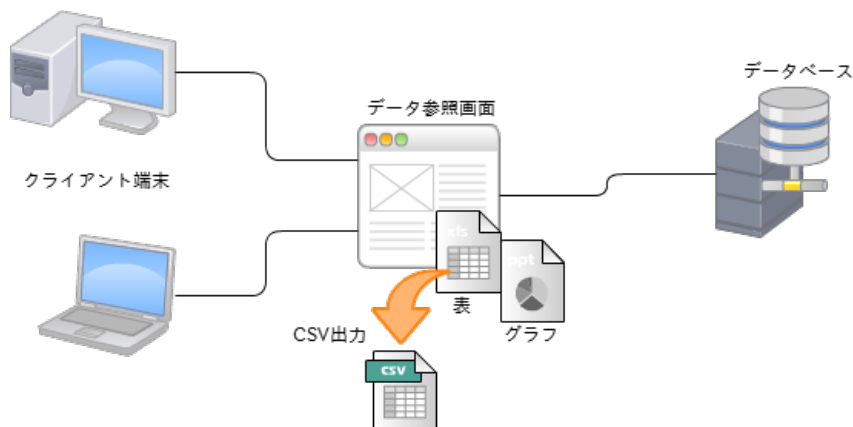 データベース
データ参照画面
クライアント端末
xls
ppt
表
グラフ
CSV出力
CSV